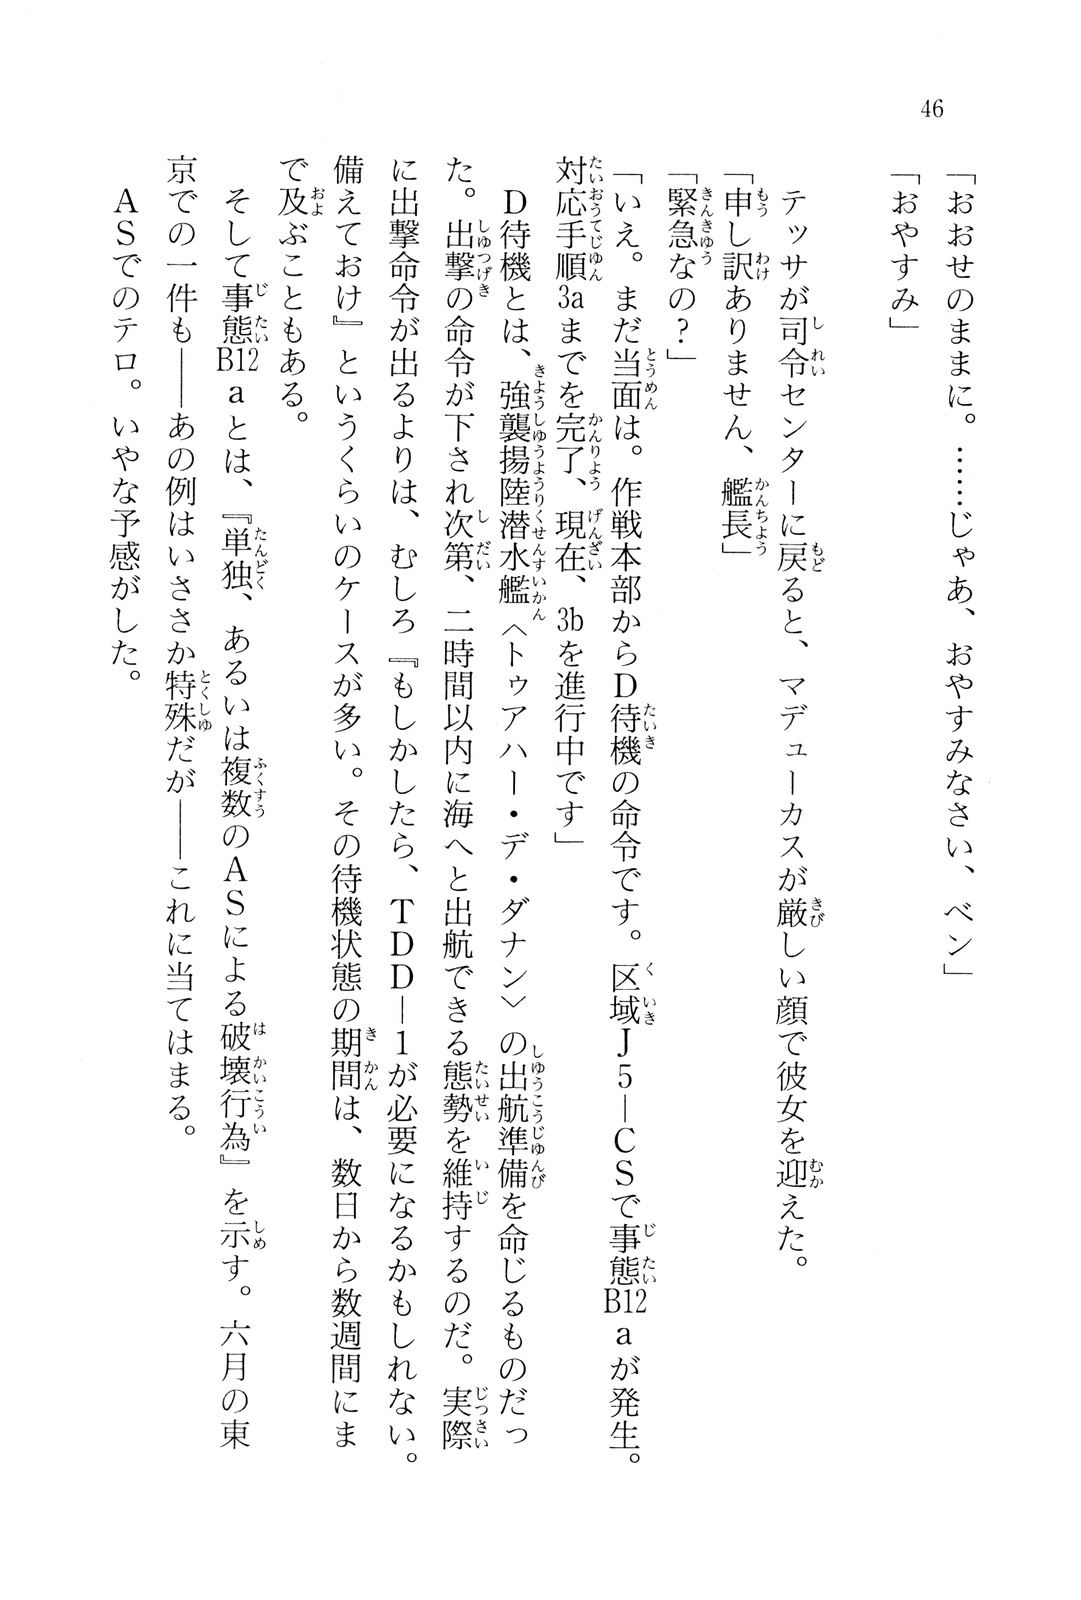 46
「おおせのままに。……じゃあ、おやすみなさい、ベン」
「おやすみ」
テッサが司令センターに戻ると、マデューカスが厳しい顔で彼女を迎えた。
「申し訳ありません、艦長」
「緊急なの？」
「いえ。まだ当面は。作戦本部からD待機の命令です。区域J5―CSで事態B12aが発生。
対応手順3aまでを完了、現在、3bを進行中です」
D待機とは、強襲揚陸潜水艦〈トゥアハー・デ・ダナン〉の出航準備を命じるものだっ
た。出撃の命令が下され次第、二時間以内に海へと出航できる態勢を維持するのだ。実際
に出撃命令が出るよりは、むしろ『もしかしたら、TDD―1が必要になるかもしれない。
備えておけ』というくらいのケースが多い。その待機状態の期間は、数日から数週間にま
で及ぶこともある。
そして事態B12aとは、『単独、あるいは複数のASによる破壊行為』を示す。六月の東
京での一件も――あの例はいささか特殊だが――これに当てはまる。
ASでのテロ。いやな予感がした。